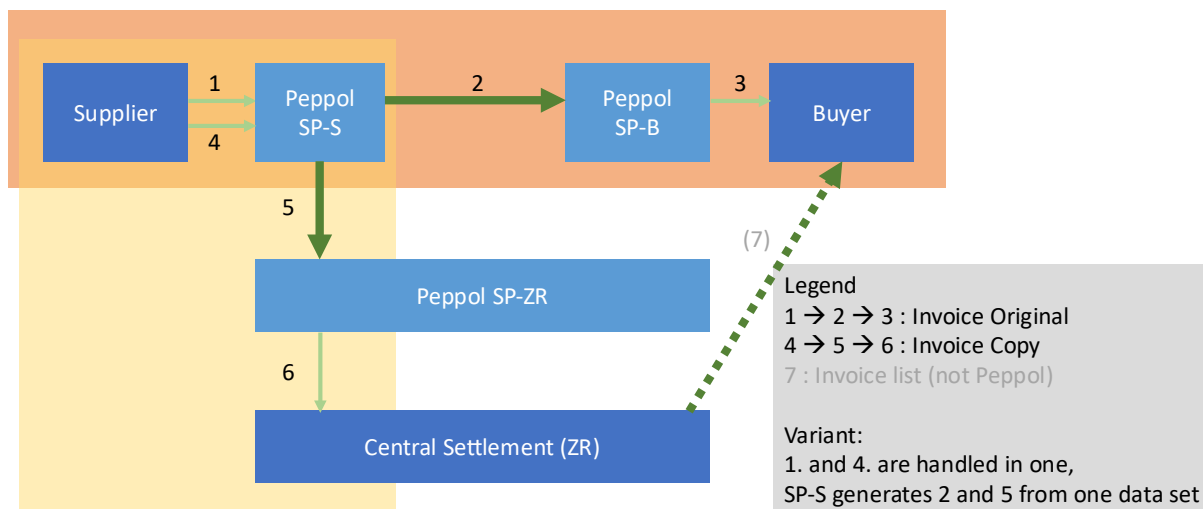 Supplier
1
4
Peppol
SP-S
2
Peppol
SP-B
3
Buyer
5
(7)
Peppol SP-ZR
6
Central Settlement (ZR)
Legend
1 → 2 → 3 : Invoice Original
4 → 5 → 6 : Invoice Copy
7 : Invoice list (not Peppol)
Variant:
1. and 4. are handled in one,
SP-S generates 2 and 5 from one data set